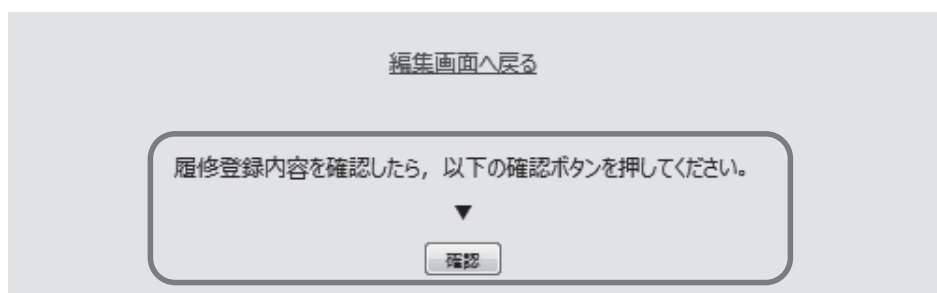 編集画面へ戻る
履修登録内容を確認したら，以下の確認ボタンを押してください。
▼
確認